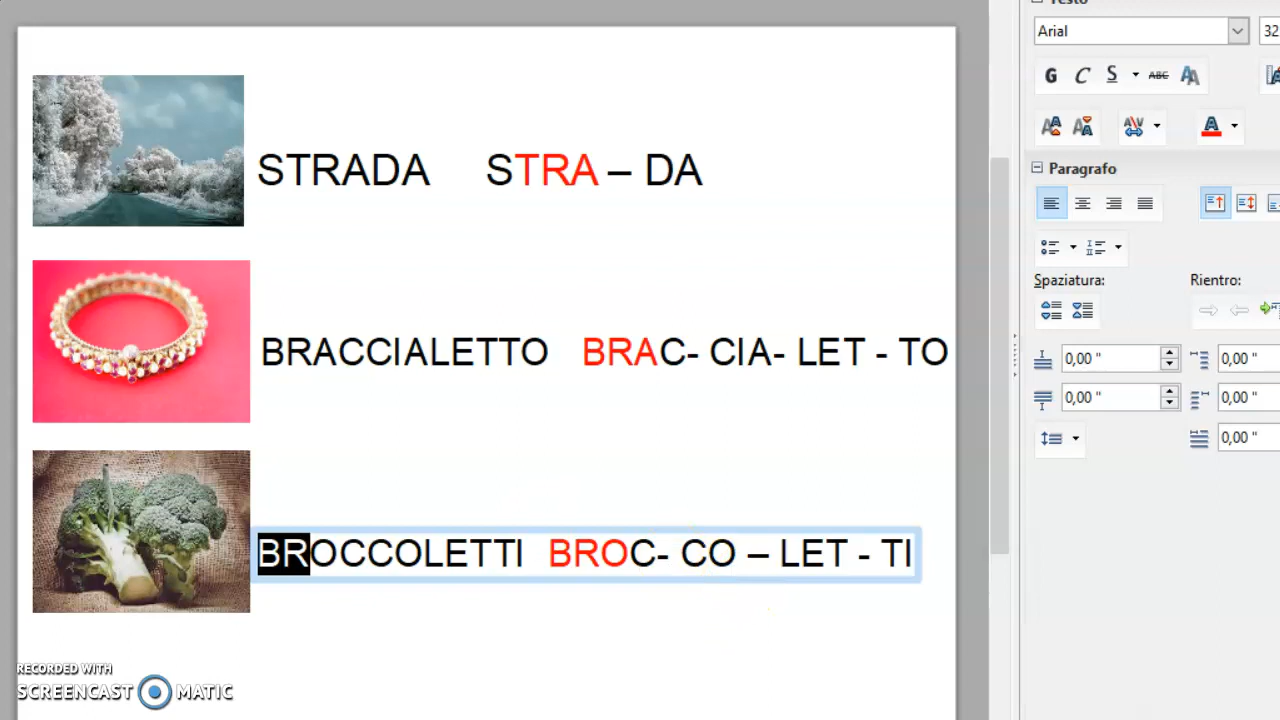 Testo
Arial 32
G C S ABC
STRADA STRA – DA
Paragrafo
Spaziatura: Rientro:
BRACCIALETTO BRAC- CIA- LET - TO
0,00 " 0,00 "
0,00 " 0,00 "
0,00 "
BROCCOLETTI BROC- CO – LET - TI
RECORDED WITH
SCREENCAST MATIC